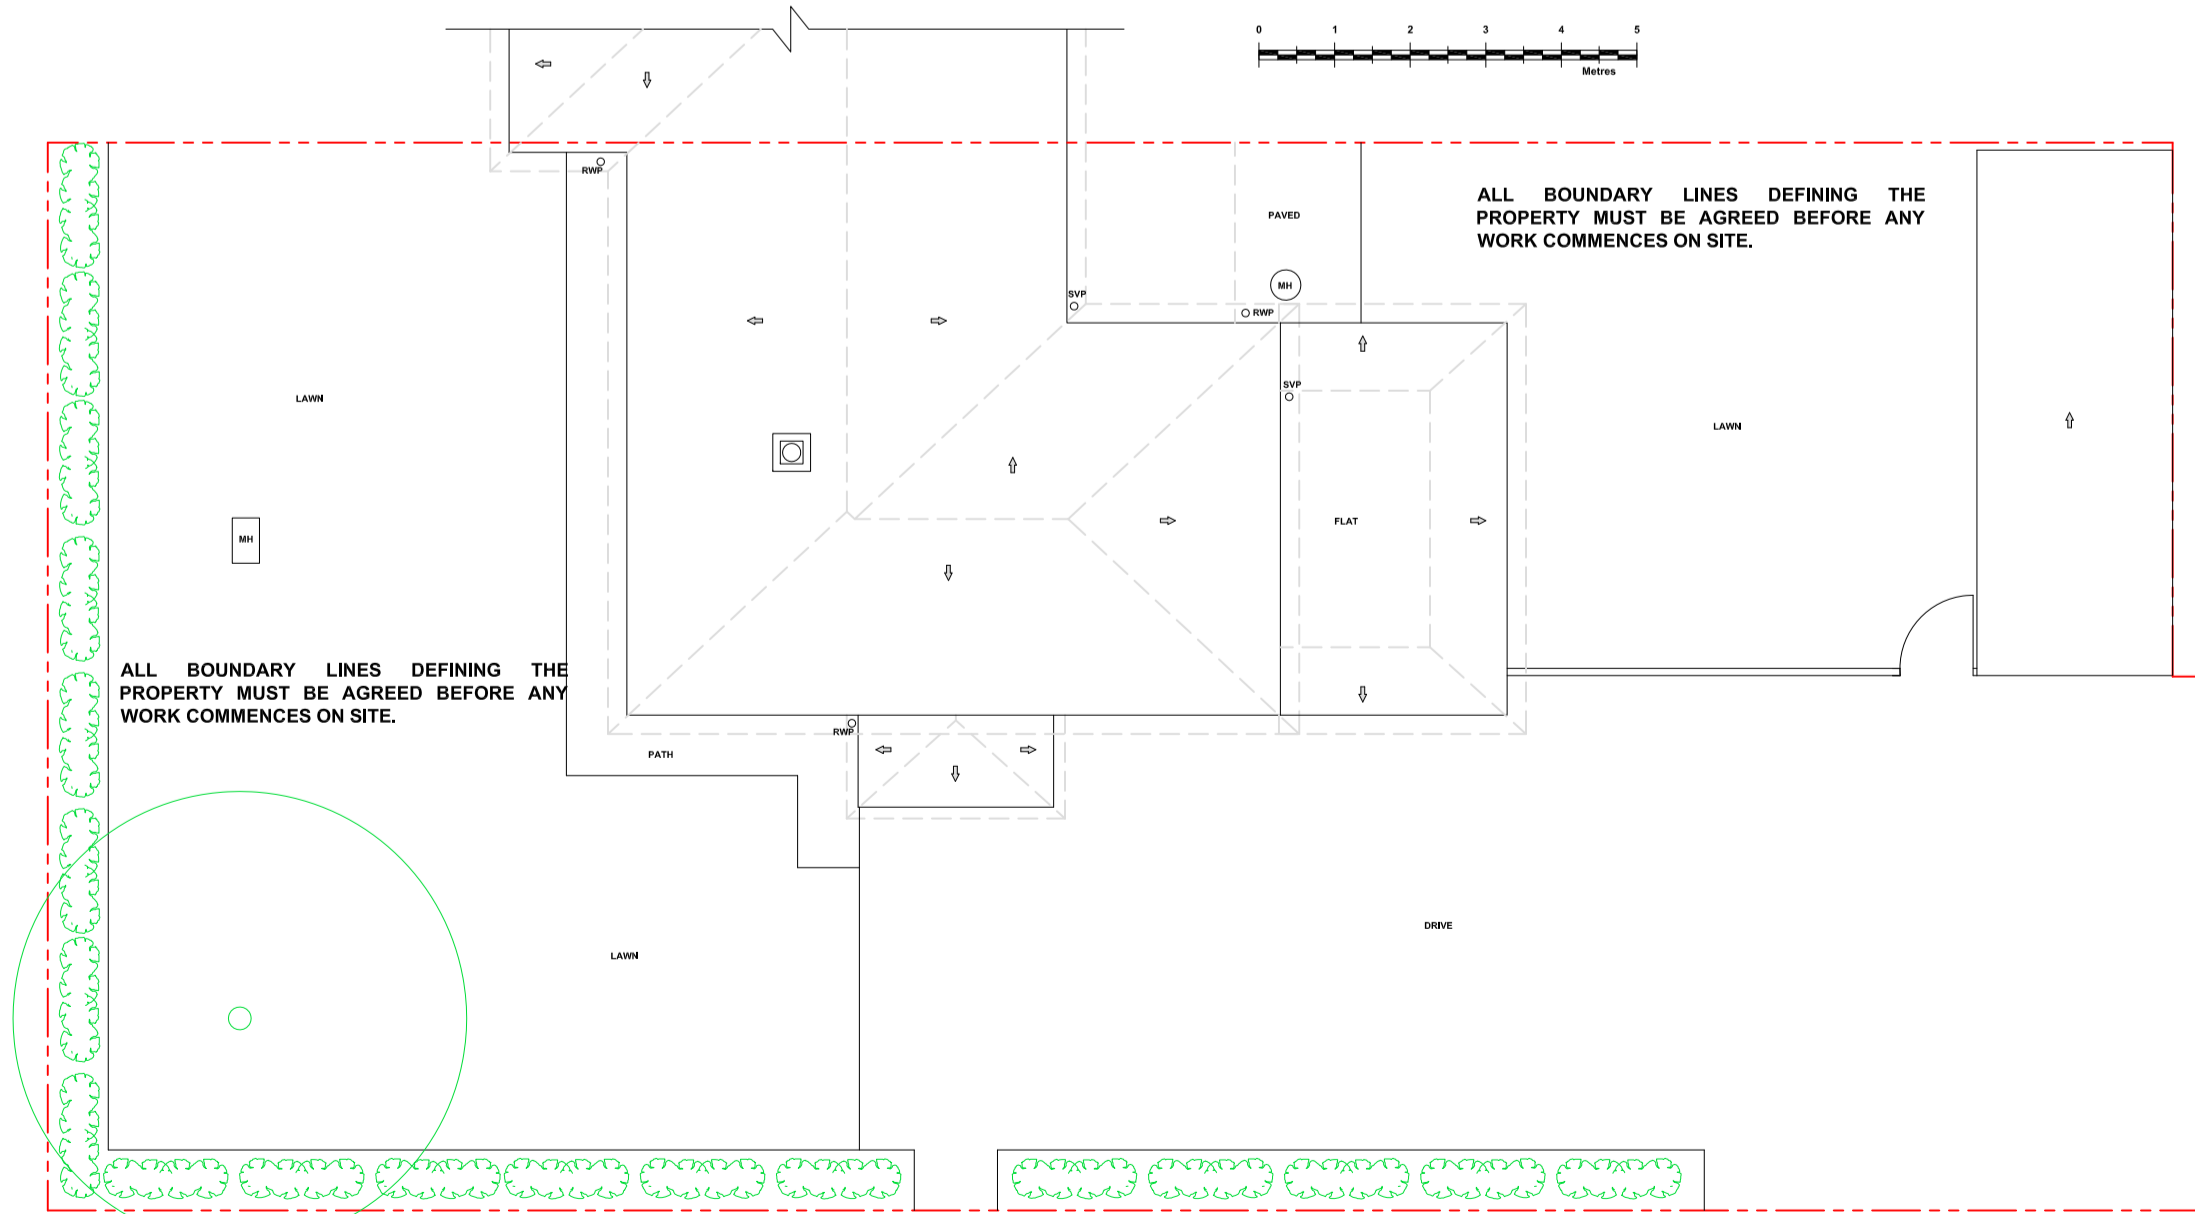 0 1 2 3 4 5
Metres
RWP
ALL BOUNDARY LINES DEFINING THE
PROPERTY MUST BE AGREED BEFORE ANY
WORK COMMENCES ON SITE.
PAVED
MH
SVP
RWP
SVP
LAWN
LAWN
FLAT
MH
ALL BOUNDARY LINES DEFINING THE
PROPERTY MUST BE AGREED BEFORE ANY
WORK COMMENCES ON SITE.
RWP
PATH
DRIVE
LAWN